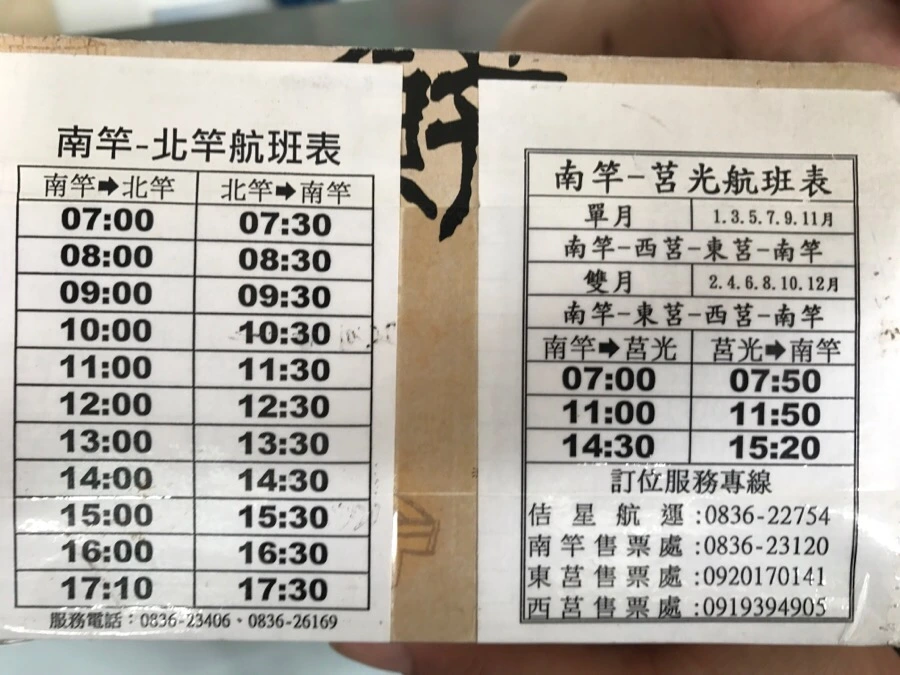 南竿-北竿航班表
南竿➡北竿 北竿➡南竿
07:00 07:30
08:00 08:30
09:00 09:30
10:00 10:30
11:00 11:30
12:00 12:30
13:00 13:30
14:00 14:30
15:00 15:30
16:00 16:30
17:10 17:30
服務電話：0836-23406、0836-26169
南竿-莒光航班表
單月 1.3.5.7.9.11月
南竿-西莒-東莒-南竿
雙月 2.4.6.8.10.12月
南竿-東莒-西莒-南竿
南竿➡莒光 莒光➡南竿
07:00 07:50
11:00 11:50
14:30 15:20
訂位服務專線
佶星航運:0836-22754
南竿售票處:0836-23120
東莒售票處:0920170141
西莒售票處:0919394905